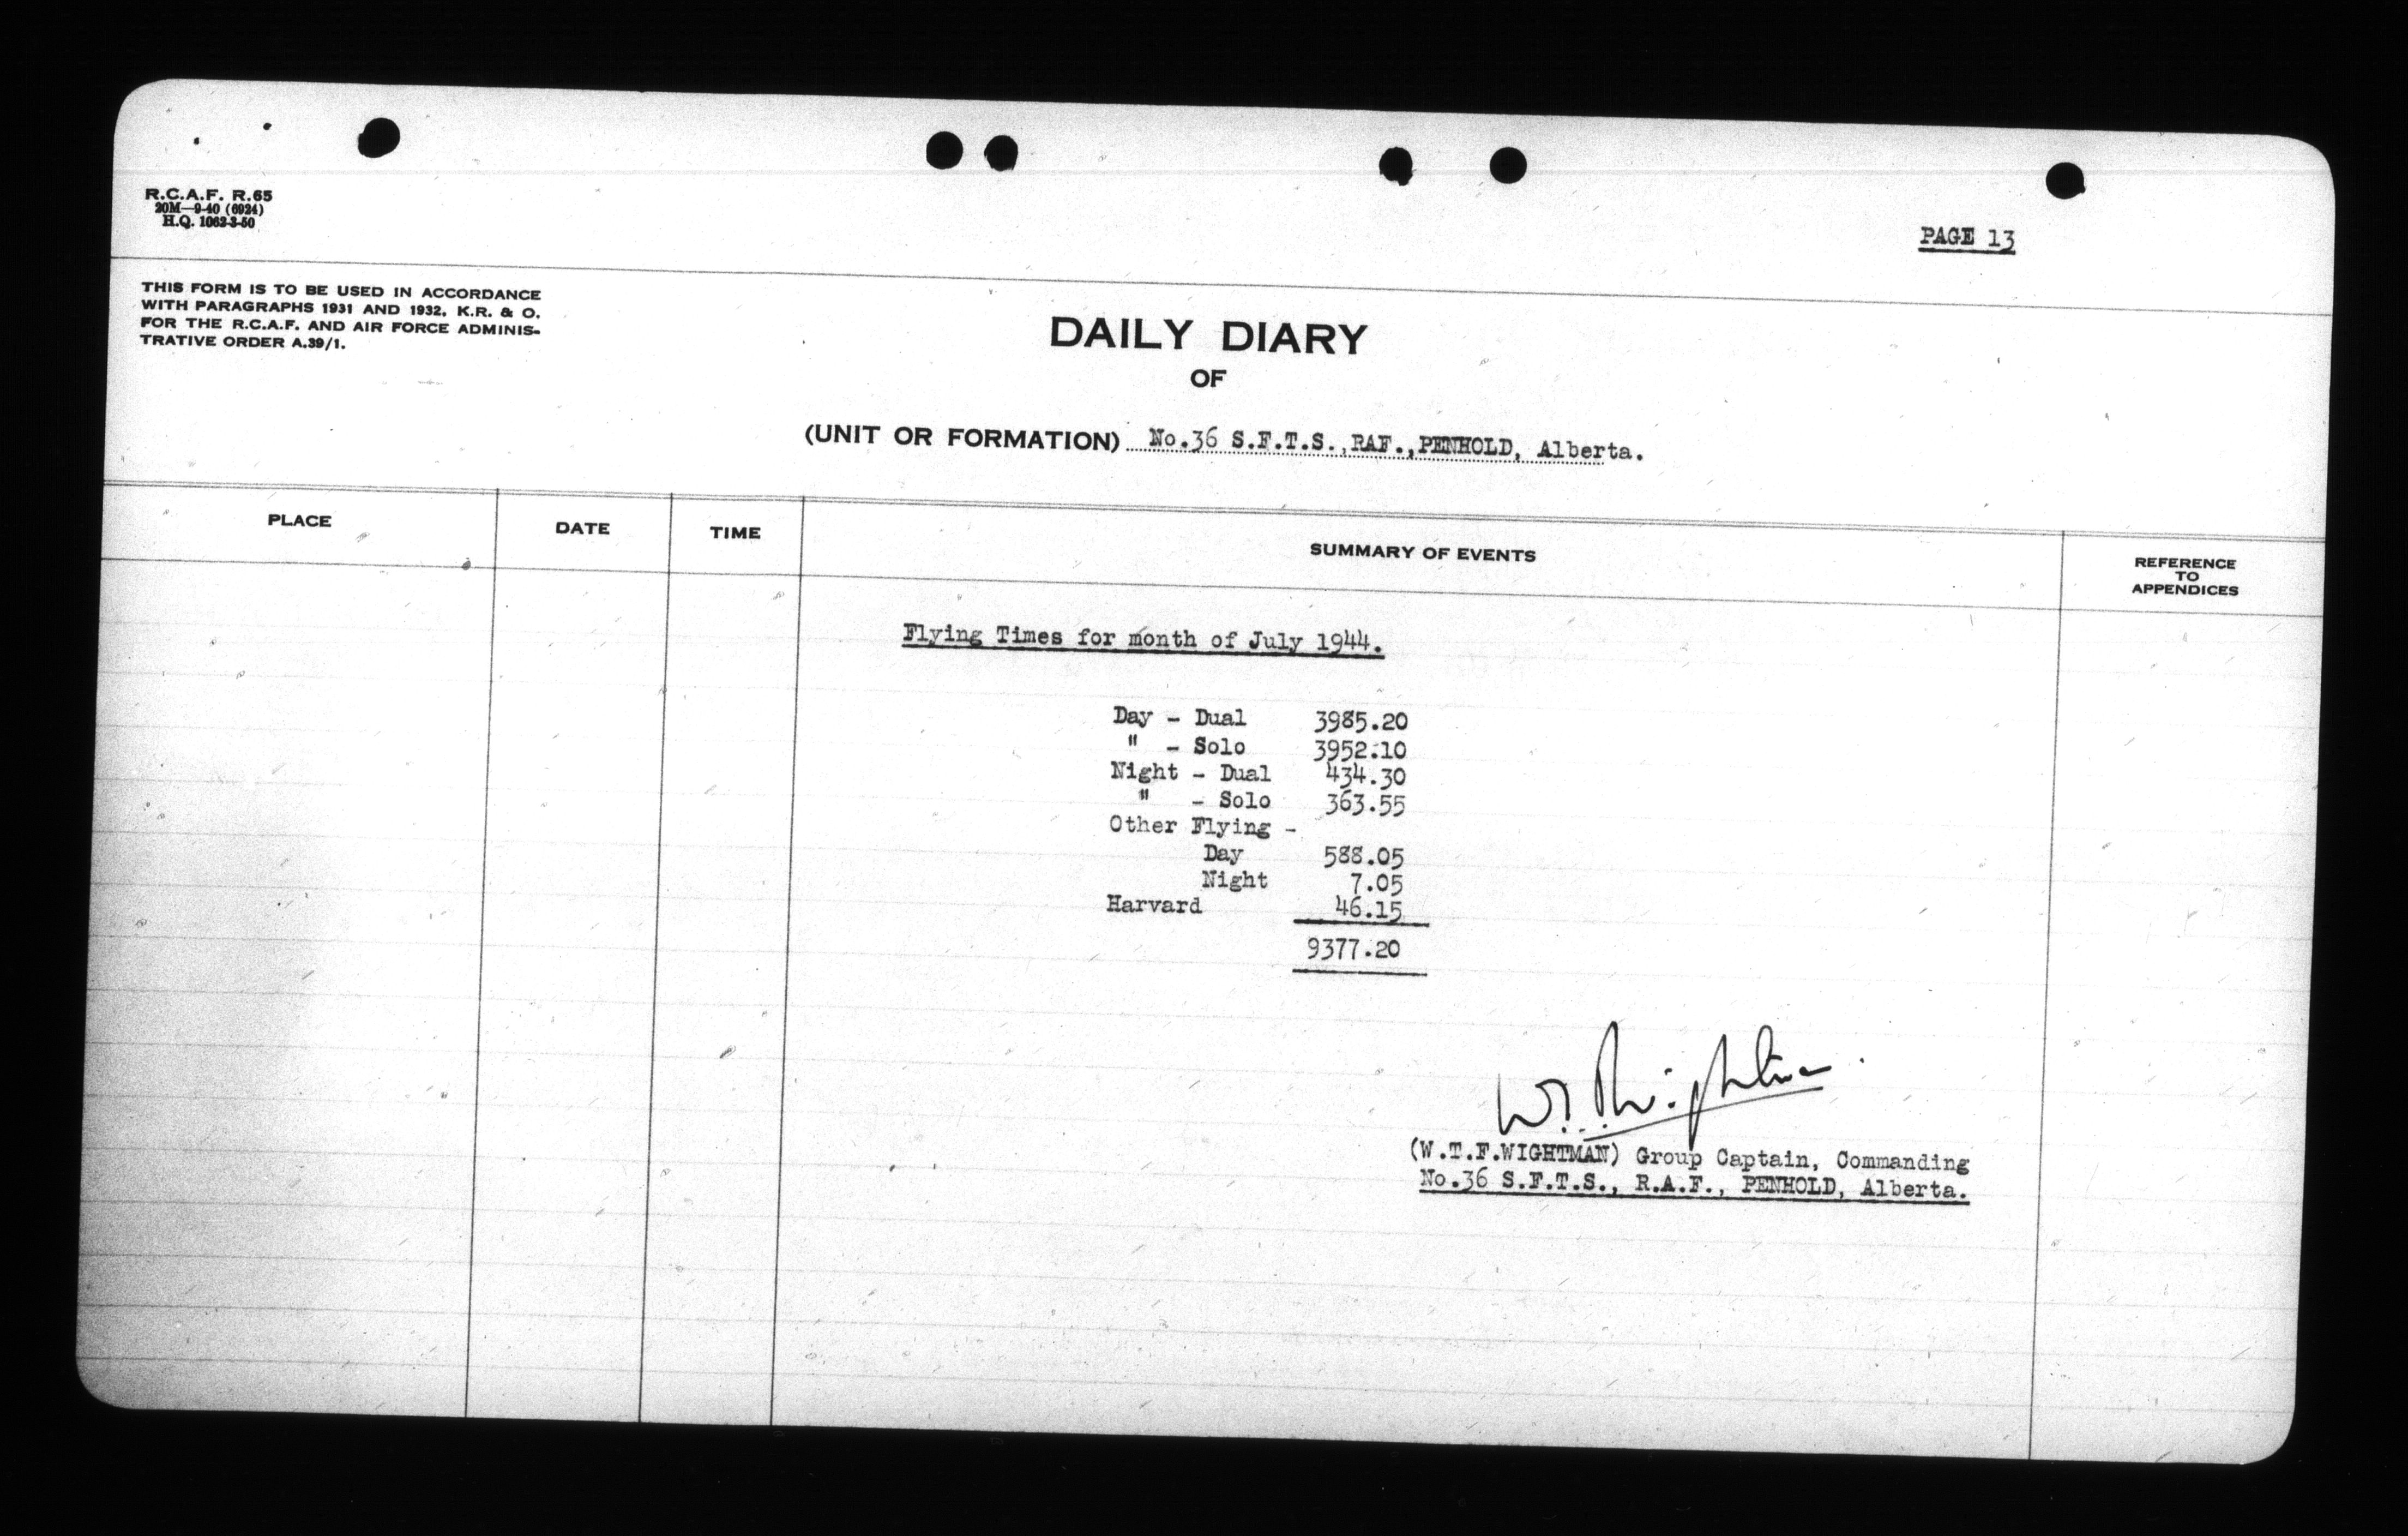 R.C.A.F. R.65
20M—9-40 (6924)
H.Q. 1062-3-50
PAGE 13
THIS FORM IS TO BE USED IN ACCORDANCE
WITH PARAGRAPHS 1931 AND 1932, K.R. & O.
FOR THE R.C.A.F. AND AIR FORCE ADMINIS-
TRATIVE ORDER A.39/1.
DAILY DIARY
OF
(UNIT OR FORMATION) No.36 S.F.T.S.,RAF.,PENHOLD, Alberta.
PLACE DATE TIME SUMMARY OF EVENTS REFERENCE
TO
APPENDICES
Flying Times for month of July 1944.
Day - Dual 3985.20
" - Solo 3952.10
Night - Dual 434.30
" - Solo 363.55
Other Flying -
Day 588.05
Night 7.05
Harvard 46.15
9377.20
(W.T.F.WIGHTMAN) Group Captain, Commanding
No.36 S.F.T.S., R.A.F., PENHOLD, Alberta.